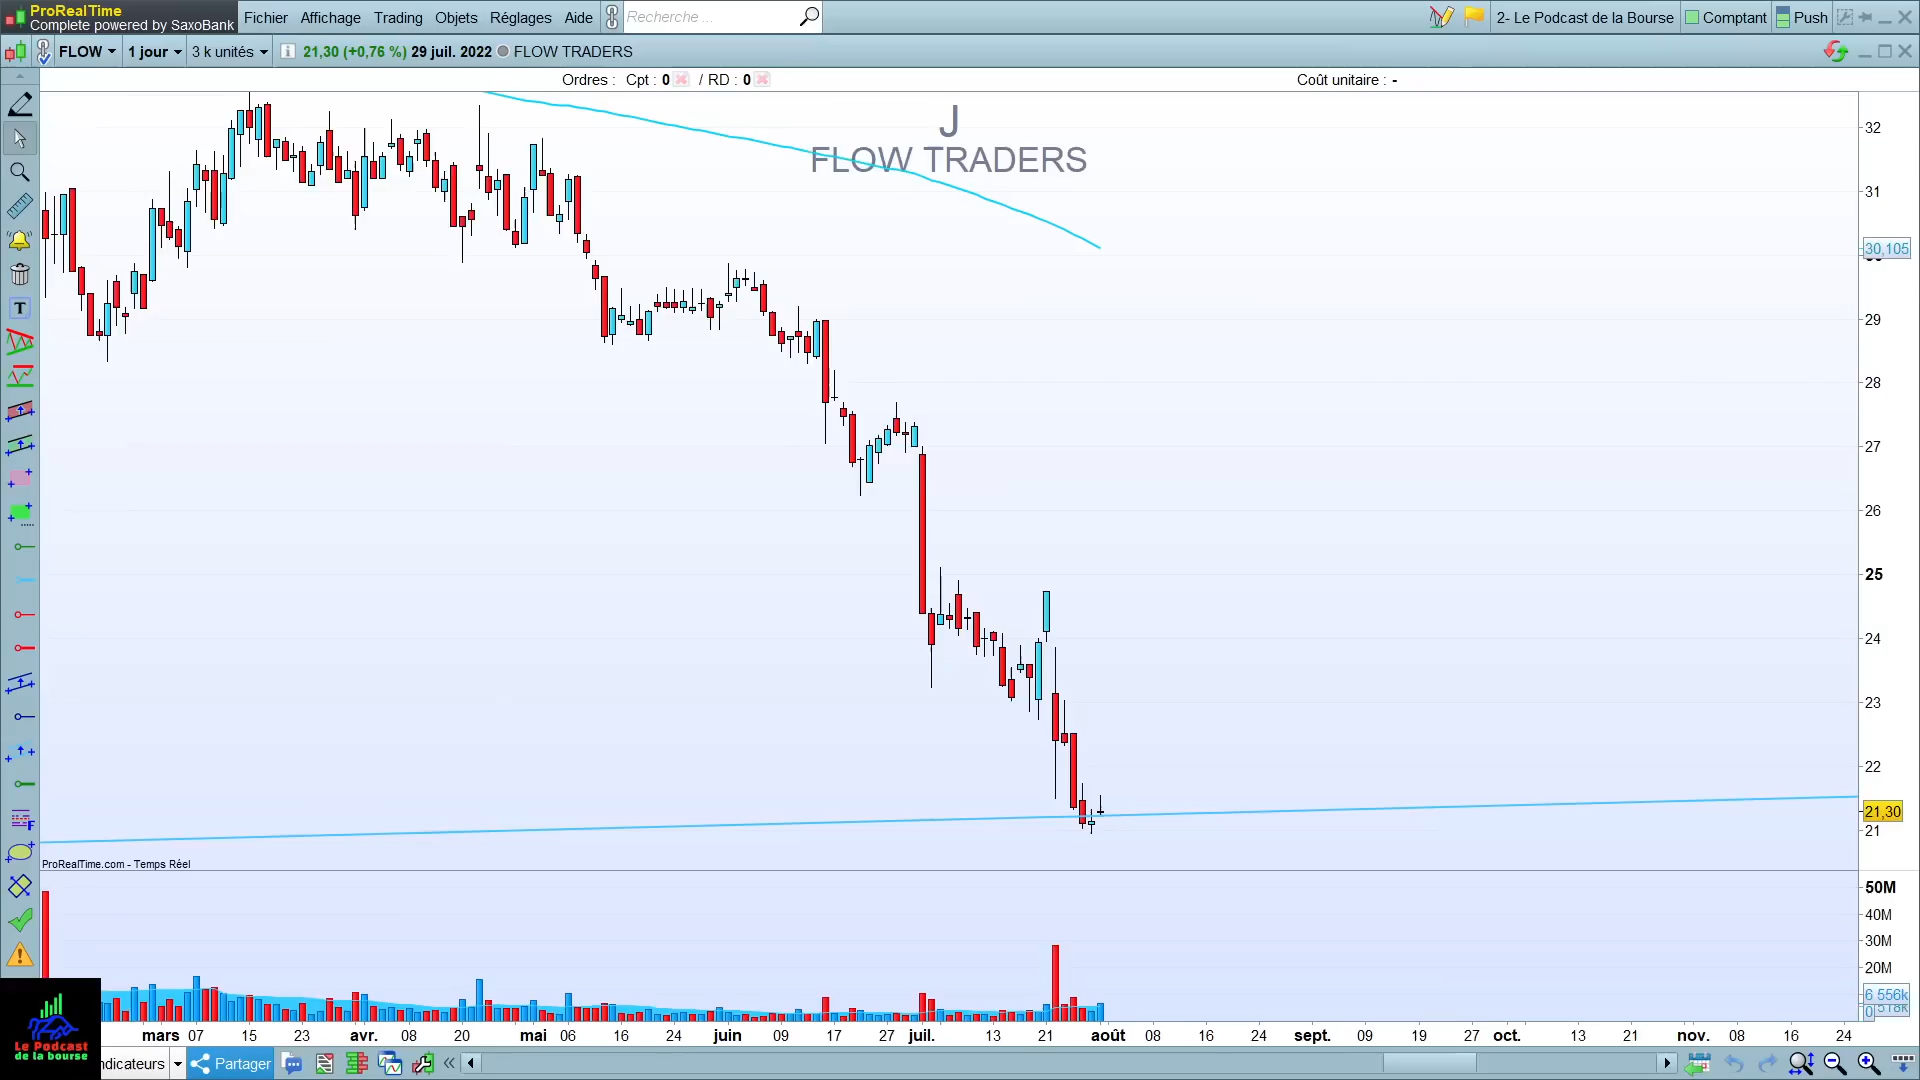 ProRealTime
Complete powered by SaxoBank
Fichier Affichage Trading Objets Réglages Aide Recherche ... 2- Le Podcast de la Bourse Comptant Push
FLOW 1 jour 3 k unités 21,30 (+0,76 %) 29 juil. 2022 FLOW TRADERS
Ordres : Cpt : 0 / RD : 0 Coût unitaire : -
J
FLOW TRADERS
32
31
30,105
29
28
27
26
25
24
23
22
21,30
21
T
F
ProRealTime.com - Temps Réel
50M
40M
30M
20M
6 556k
0
mars 07 15 23 avr. 08 20 mai 06 16 24 juin 09 17 27 juil. 13 21 août 08 16 24 sept. 09 19 27 oct. 13 21 nov. 08 16 24
Le Podcast
de la bourse
ndicateurs Partager